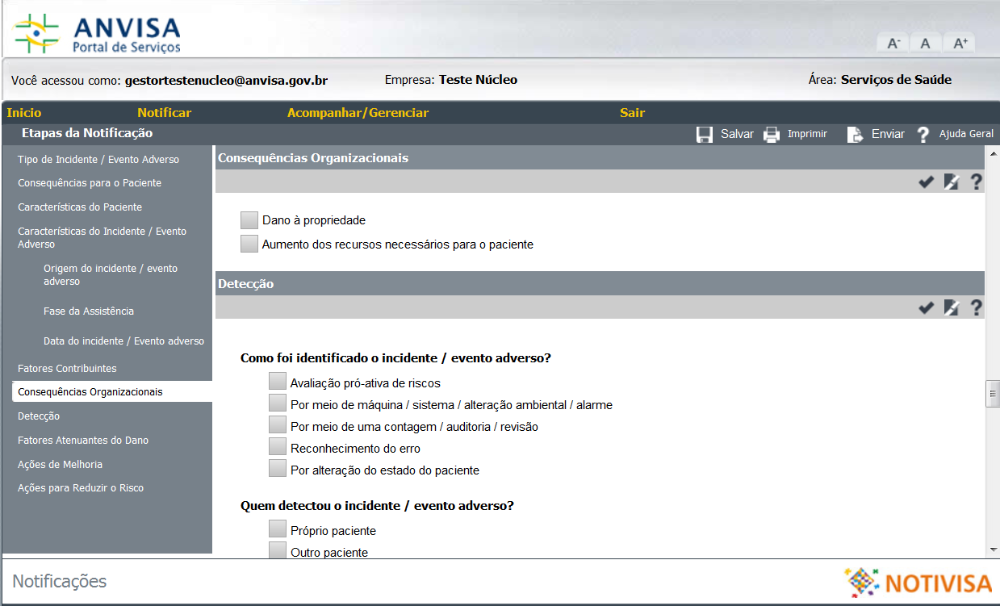 ANVISA
Portal de Serviços
A- A A+
Você acessou como: gestortestenucleo@anvisa.gov.br Empresa: Teste Núcleo Área: Serviços de Saúde
Inicio Notificar Acompanhar/Gerenciar Sair
Etapas da Notificação Salvar Imprimir Enviar ? Ajuda Geral
Tipo de Incidente / Evento Adverso
Consequências para o Paciente
Características do Paciente
Características do Incidente / Evento
Adverso
Origem do incidente / evento
adverso
Fase da Assistência
Data do incidente / Evento adverso
Fatores Contribuintes
Consequências Organizacionais
Detecção
Fatores Atenuantes do Dano
Ações de Melhoria
Ações para Reduzir o Risco
Consequências Organizacionais
?
Dano à propriedade
Aumento dos recursos necessários para o paciente
Detecção
?
Como foi identificado o incidente / evento adverso?
Avaliação pró-ativa de riscos
Por meio de máquina / sistema / alteração ambiental / alarme
Por meio de uma contagem / auditoria / revisão
Reconhecimento do erro
Por alteração do estado do paciente
Quem detectou o incidente / evento adverso?
Próprio paciente
Outro paciente
Notificações
NOTIVISA